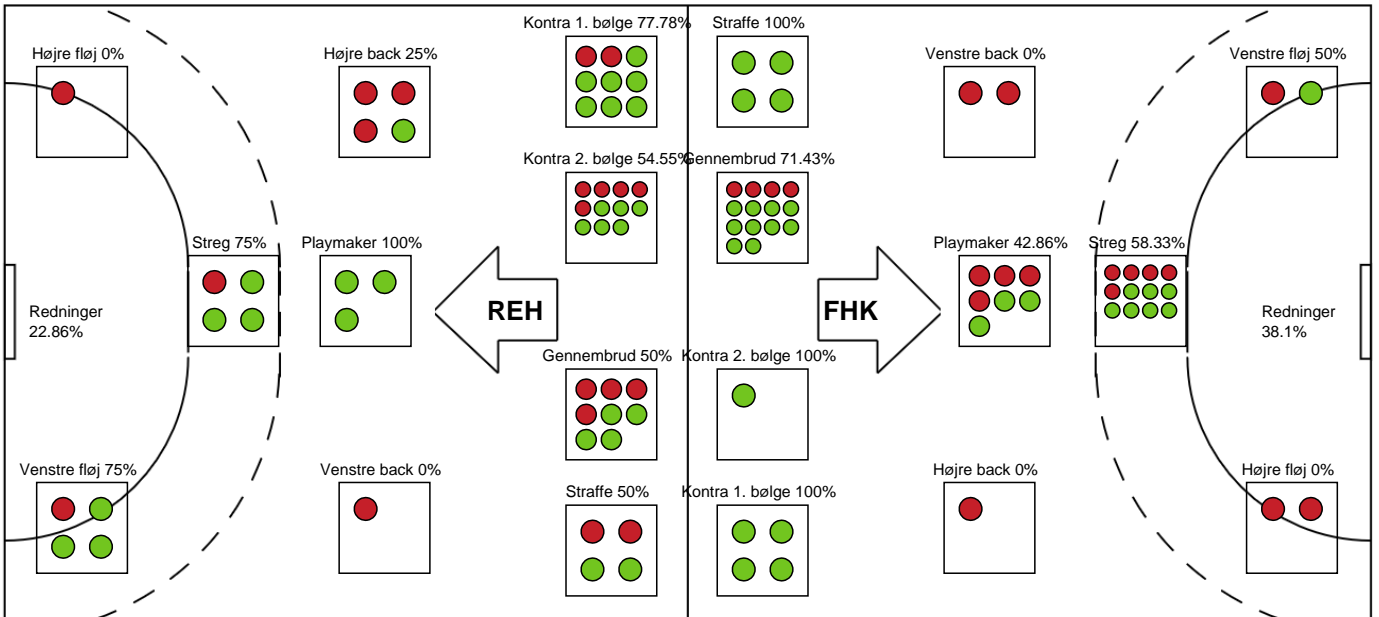 Kontra 1. bølge 77.78%
Straffe 100%
Højre fløj 0%
Højre back 25%
Venstre back 0%
Venstre fløj 50%
Kontra 2. bølge 54.55%
Gennembrud 71.43%
Streg 75%
Playmaker 100%
Playmaker 42.86%
Streg 58.33%
Redninger
22.86%
REH
FHK
Redninger
38.1%
Gennembrud 50%
Kontra 2. bølge 100%
Venstre fløj 75%
Venstre back 0%
Straffe 50%
Kontra 1. bølge 100%
Højre back 0%
Højre fløj 0%